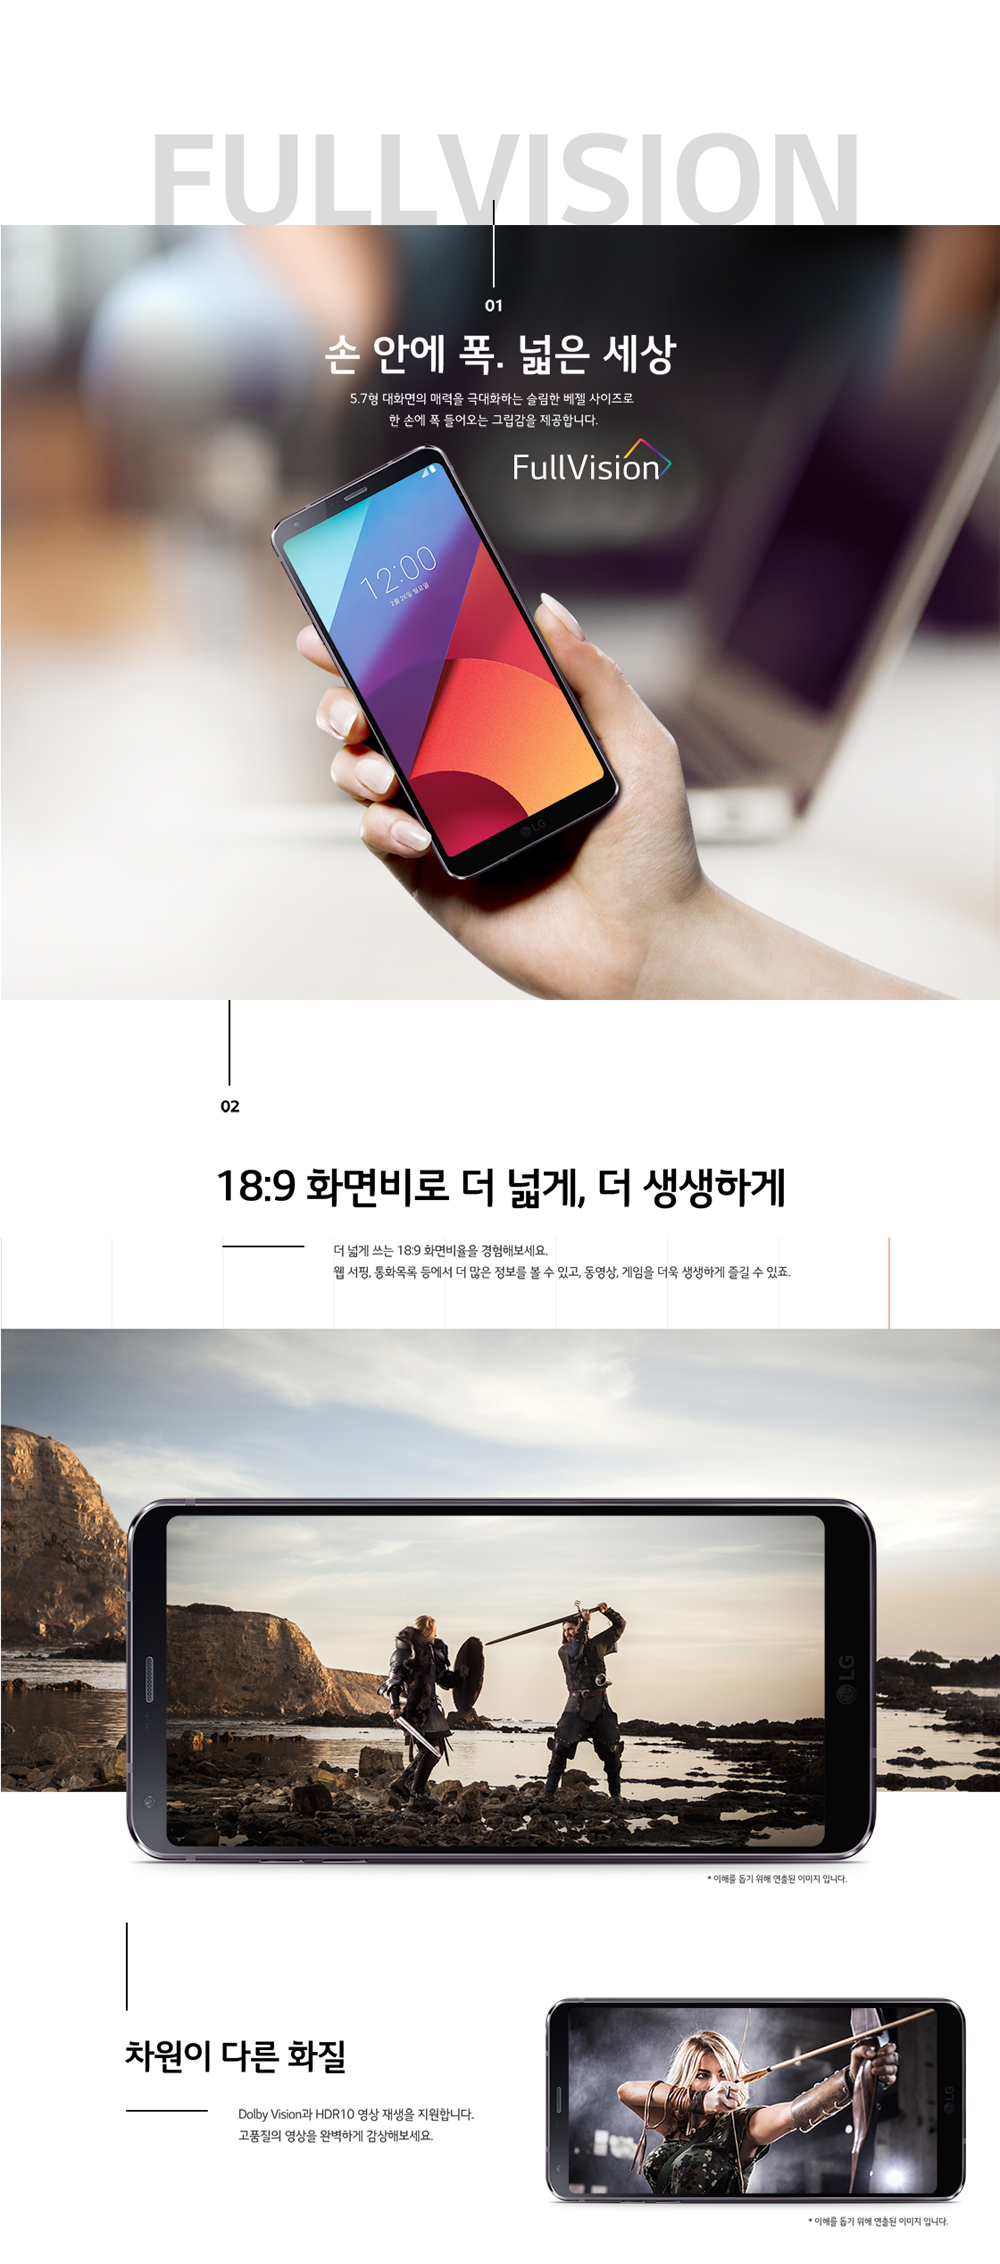 FULLVISION
01
손 안에 폭. 넓은 세상
5.7형 대화면의 매력을 극대화하는 슬림한 베젤 사이즈로
한 손에 폭 들어오는 그립감을 제공합니다.
FullVision
12:00
2월 26일 일요일
LG
02
18:9 화면비로 더 넓게, 더 생생하게
더 넓게 쓰는 18:9 화면비율을 경험해보세요.
웹 서핑, 통화목록 등에서 더 많은 정보를 볼 수 있고, 동영상, 게임을 더욱 생생하게 즐길 수 있죠.
LG
* 이해를 돕기 위해 연출된 이미지 입니다.
차원이 다른 화질
Dolby Vision과 HDR10 영상 재생을 지원합니다.
고품질의 영상을 완벽하게 감상해보세요.
LG
* 이해를 돕기 위해 연출된 이미지 입니다.